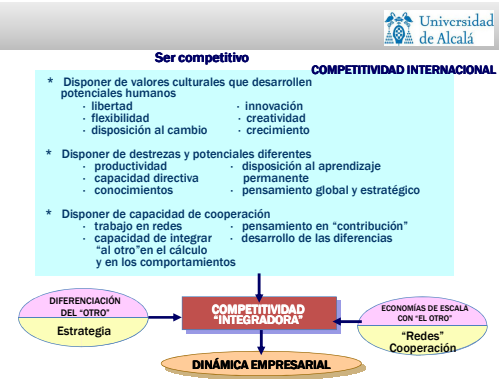 Universidad
de Alcalá
Ser competitivo
COMPETITIVIDAD INTERNACIONAL
* Disponer de valores culturales que desarrollen
potenciales humanos
· libertad · innovación
· flexibilidad · creatividad
· disposición al cambio · crecimiento
* Disponer de destrezas y potenciales diferentes
· productividad · disposición al aprendizaje
· capacidad directiva permanente
· conocimientos · pensamiento global y estratégico
* Disponer de capacidad de cooperación
· trabajo en redes · pensamiento en “contribución”
· capacidad de integrar · desarrollo de las diferencias
“al otro”en el cálculo
y en los comportamientos
DIFERENCIACIÓN
DEL “OTRO”
Estrategia
COMPETITIVIDAD
“INTEGRADORA”
ECONOMÍAS DE ESCALA
CON “EL OTRO”
“Redes”
Cooperación
DINÁMICA EMPRESARIAL